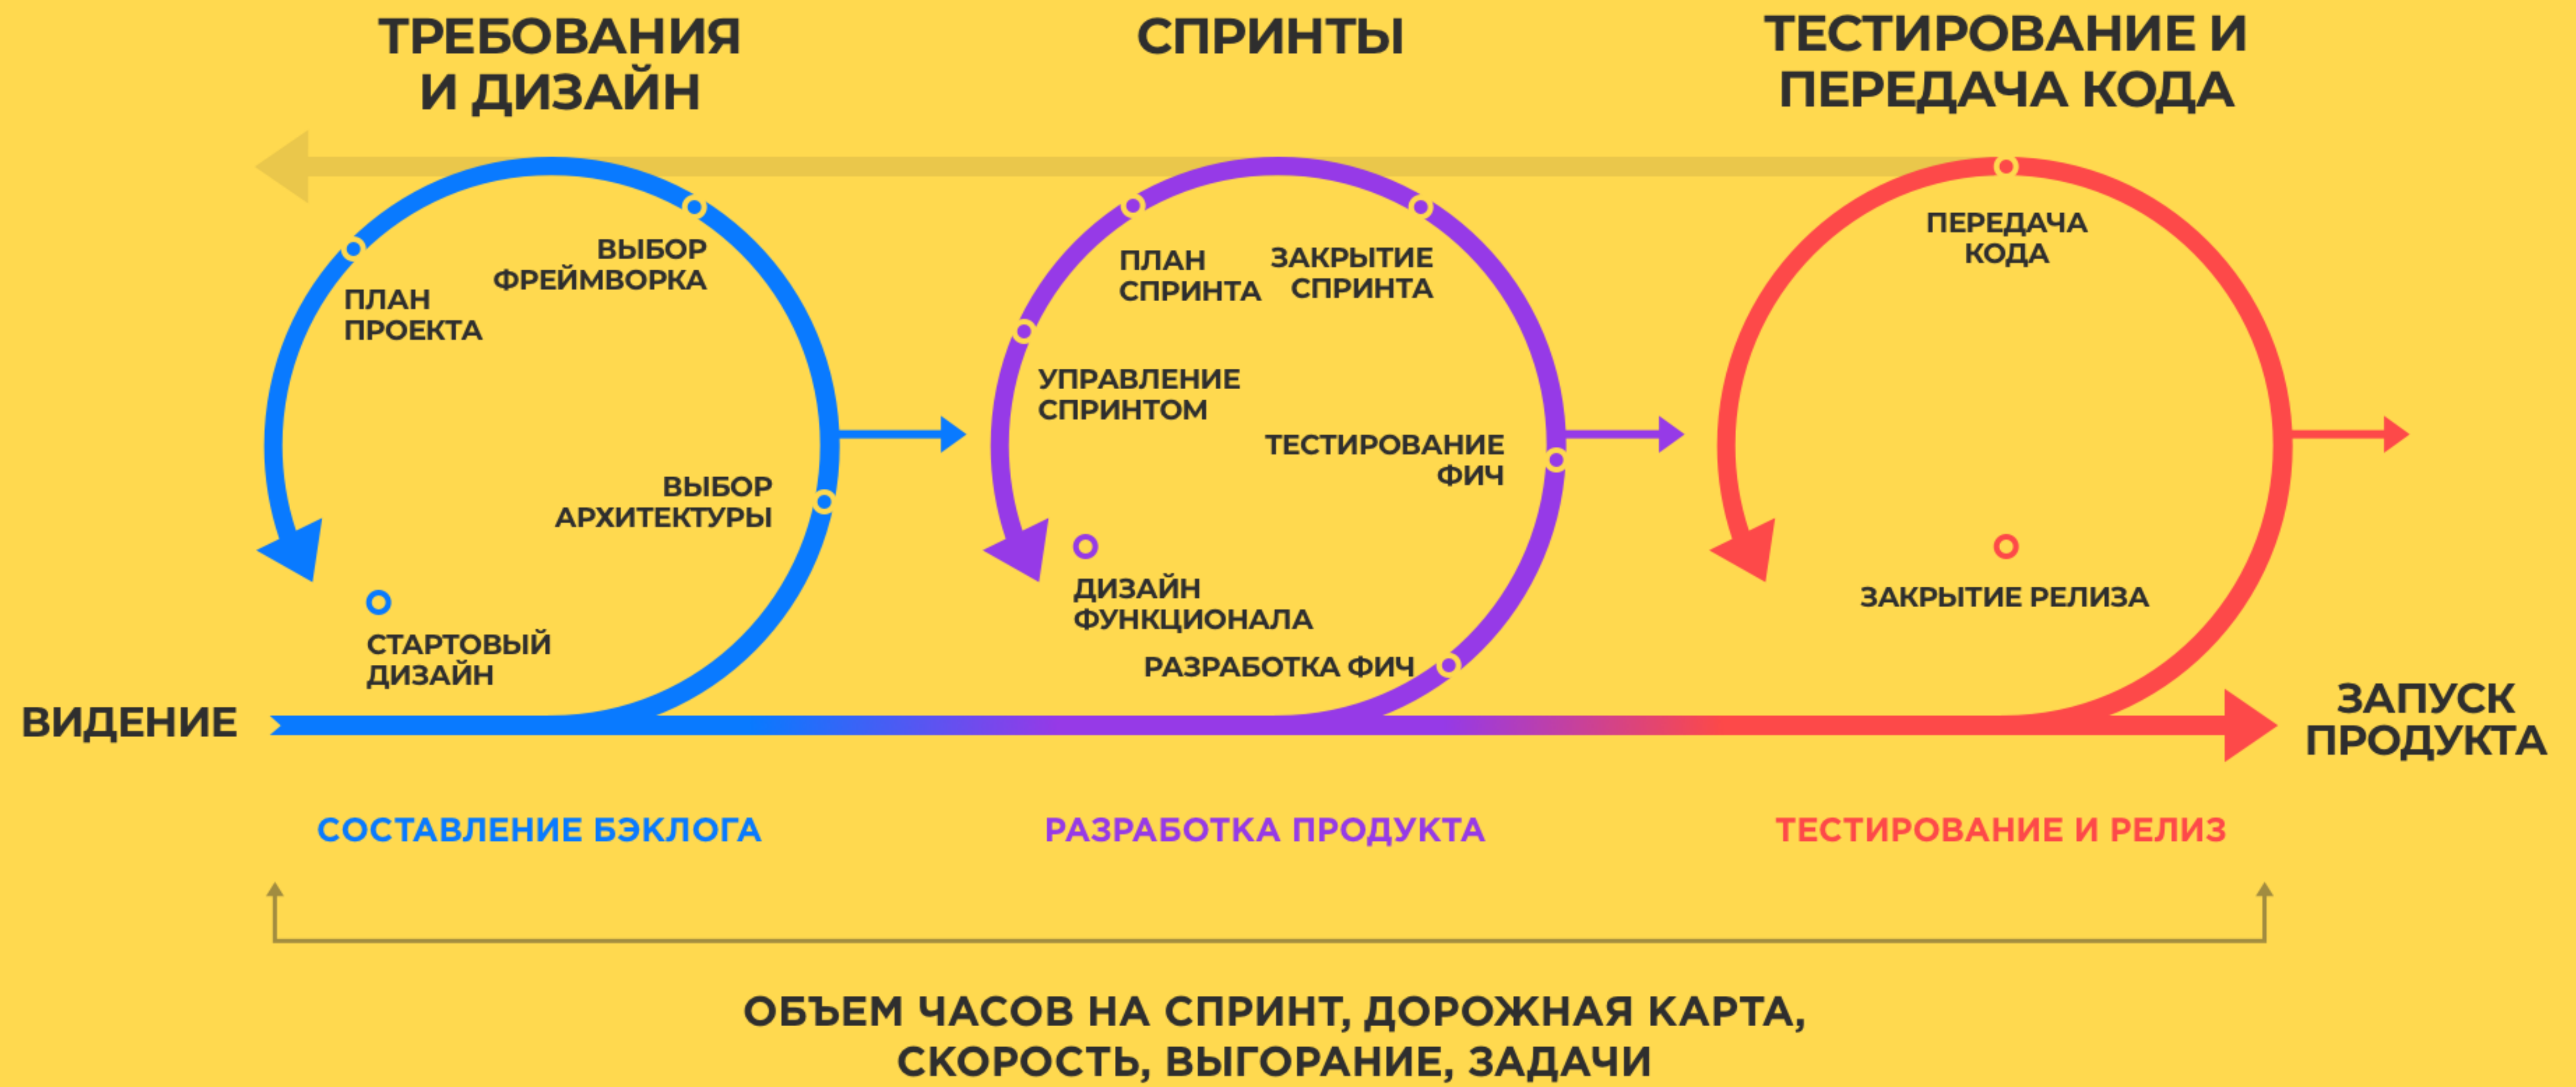 ТРЕБОВАНИЯ
И ДИЗАЙН
СПРИНТЫ
ТЕСТИРОВАНИЕ И
ПЕРЕДАЧА КОДА
ПЛАН
ПРОЕКТА
ВЫБОР
ФРЕЙМВОРКА
ВЫБОР
АРХИТЕКТУРЫ
СТАРТОВЫЙ
ДИЗАЙН
ПЛАН
СПРИНТА
ЗАКРЫТИЕ
СПРИНТА
УПРАВЛЕНИЕ
СПРИНТОМ
ТЕСТИРОВАНИЕ
ФИЧ
ДИЗАЙН
ФУНКЦИОНАЛА
РАЗРАБОТКА ФИЧ
ПЕРЕДАЧА
КОДА
ЗАКРЫТИЕ РЕЛИЗА
ВИДЕНИЕ
ЗАПУСК
ПРОДУКТА
СОСТАВЛЕНИЕ БЭКЛОГА
РАЗРАБОТКА ПРОДУКТА
ТЕСТИРОВАНИЕ И РЕЛИЗ
ОБЪЕМ ЧАСОВ НА СПРИНТ, ДОРОЖНАЯ КАРТА,
СКОРОСТЬ, ВЫГОРАНИЕ, ЗАДАЧИ